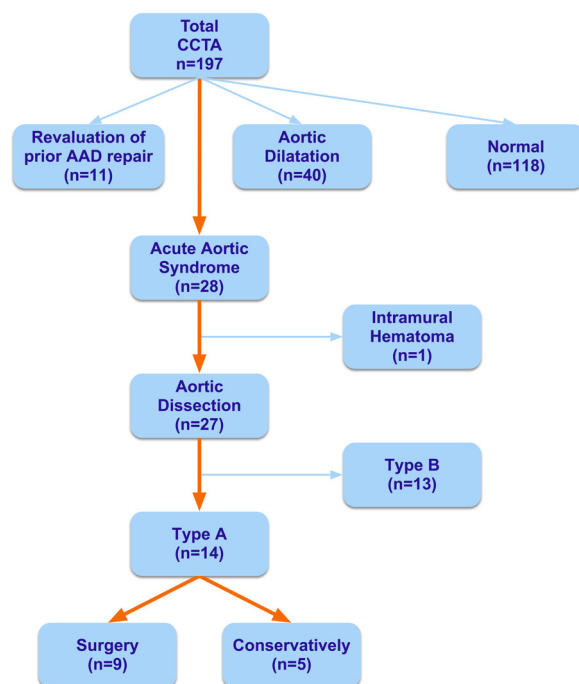 Total
CCTA
n=197
Revaluation of
prior AAD repair
(n=11)
Aortic
Dilatation
(n=40)
Normal
(n=118)
Acute Aortic
Syndrome
(n=28)
Intramural
Hematoma
(n=1)
Aortic
Dissection
(n=27)
Type B
(n=13)
Type A
(n=14)
Surgery
(n=9)
Conservatively
(n=5)